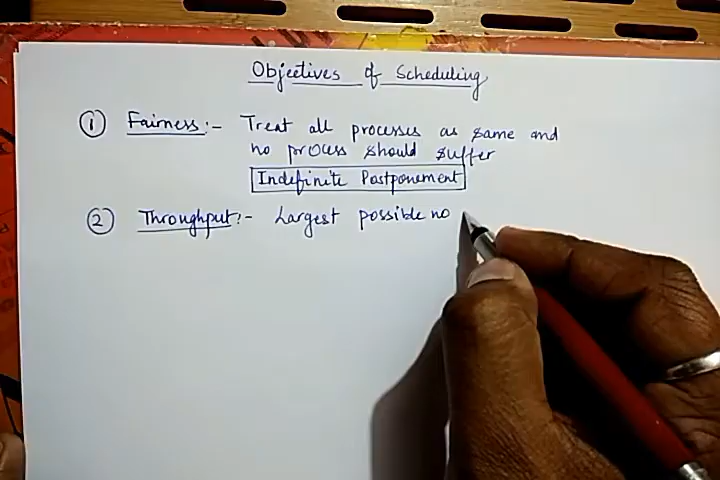 Objectives of Scheduling
① Fairness:- Treat all processes as same and
no process should suffer
Indefinite Postponement
② Throughput:- Largest possible no